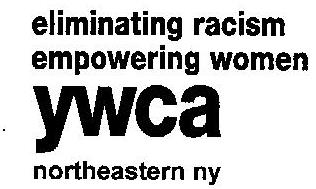 eliminating racism
empowering women
ywca
northeastern ny